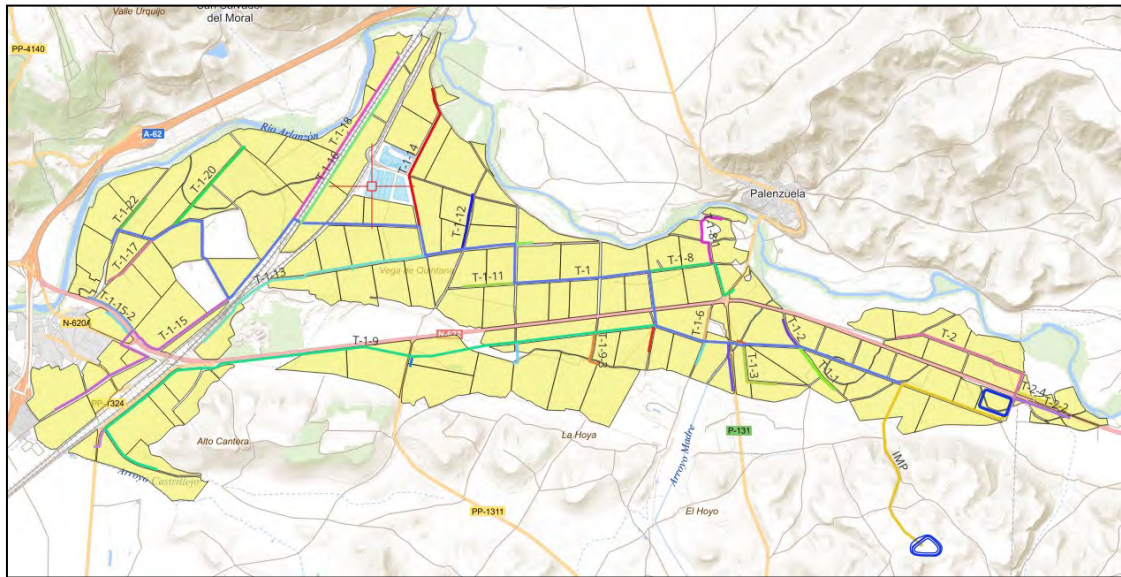 San Salvador
del Moral
Valle Urquijo
PP-4140
A-62
Río Arlanzón
T-1-18
T-1-16
T-1-14
T-1-20
T-1-22
T-1-12
T-1-17
Palenzuela
T-1-13
Vega de Quintana
T-1-11
T-1
T-1-8
T-1-15-2
T-1-15
N-620A
N-622
T-1-9
T-1-6
T-1-2
T-2
T-1-3
T-1-1
PP-1324
Alto Cantera
La Hoya
P-131
Arroyo Madre
IMP
Arroyo Castrillejo
PP-1311
El Hoyo